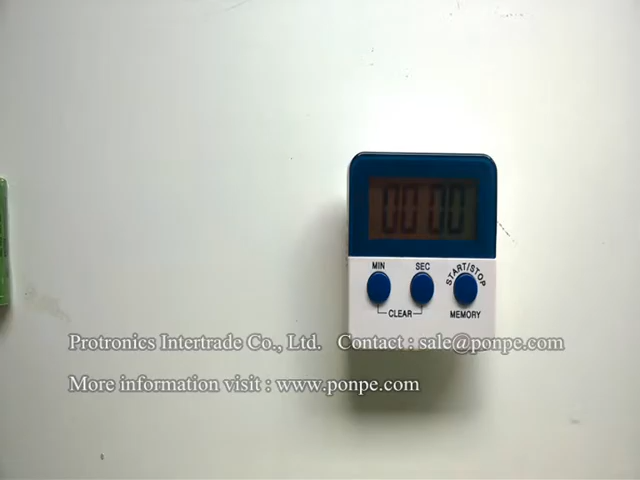 00 00
MIN SEC START/STOP
CLEAR MEMORY
Protronics Intertrade Co., Ltd. Contact : sale@ponpe.com
More information visit : www.ponpe.com